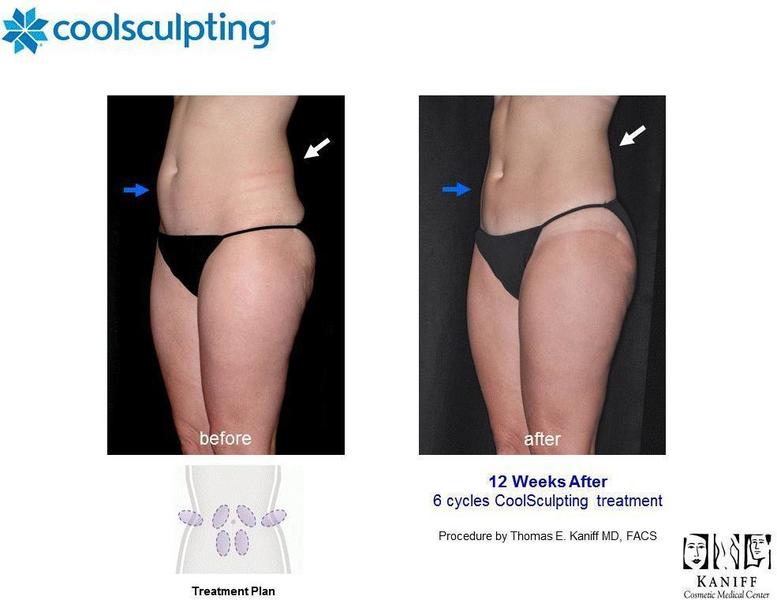 coolsculpting®
before
after
12 Weeks After
6 cycles CoolSculpting treatment
Procedure by Thomas E. Kaniff MD, FACS
Treatment Plan
KANIFF
Cosmetic Medical Center